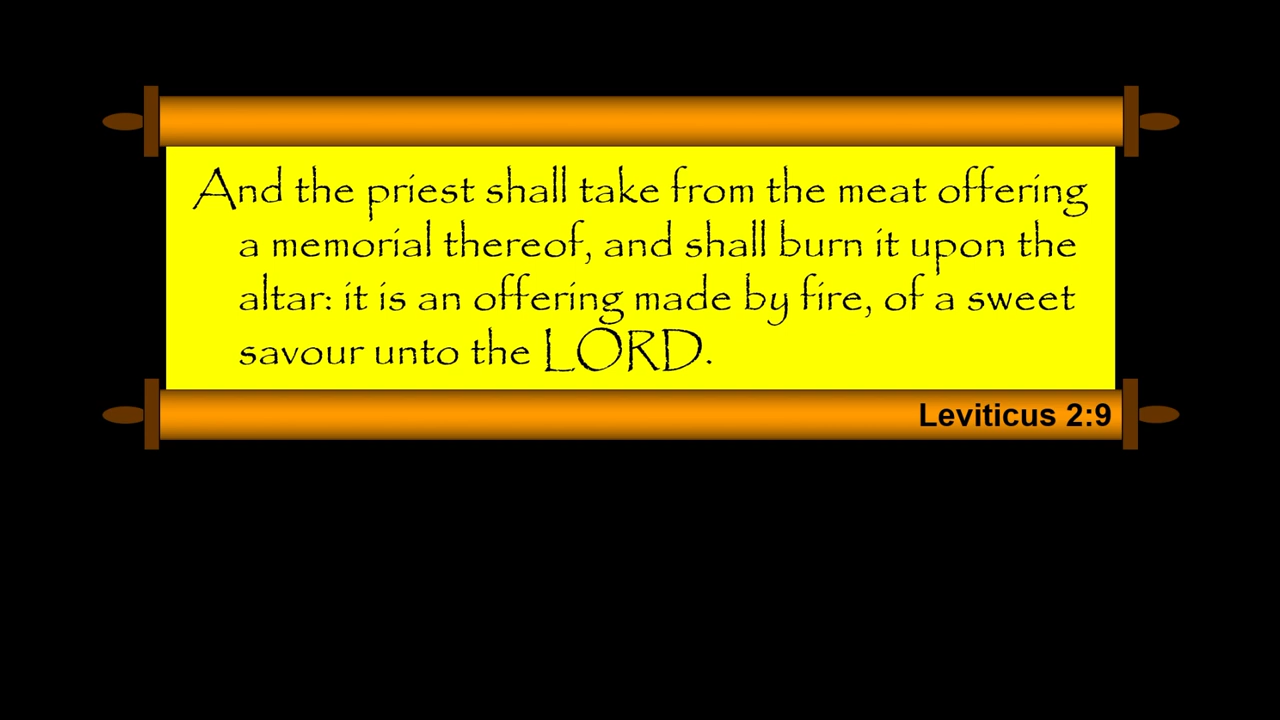 And the priest shall take from the meat offering
a memorial thereof, and shall burn it upon the
altar: it is an offering made by fire, of a sweet
savour unto the LORD.
Leviticus 2:9